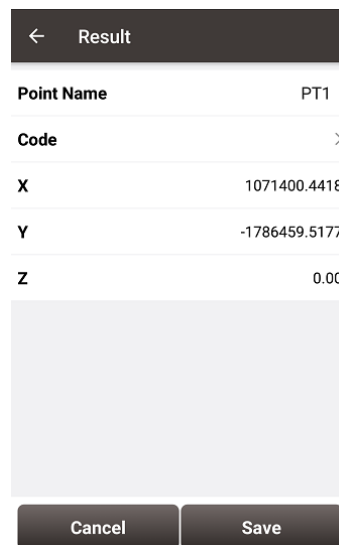 Result
Point Name PT1
Code
X 1071400.4418
Y -1786459.5177
Z 0.00
Cancel Save